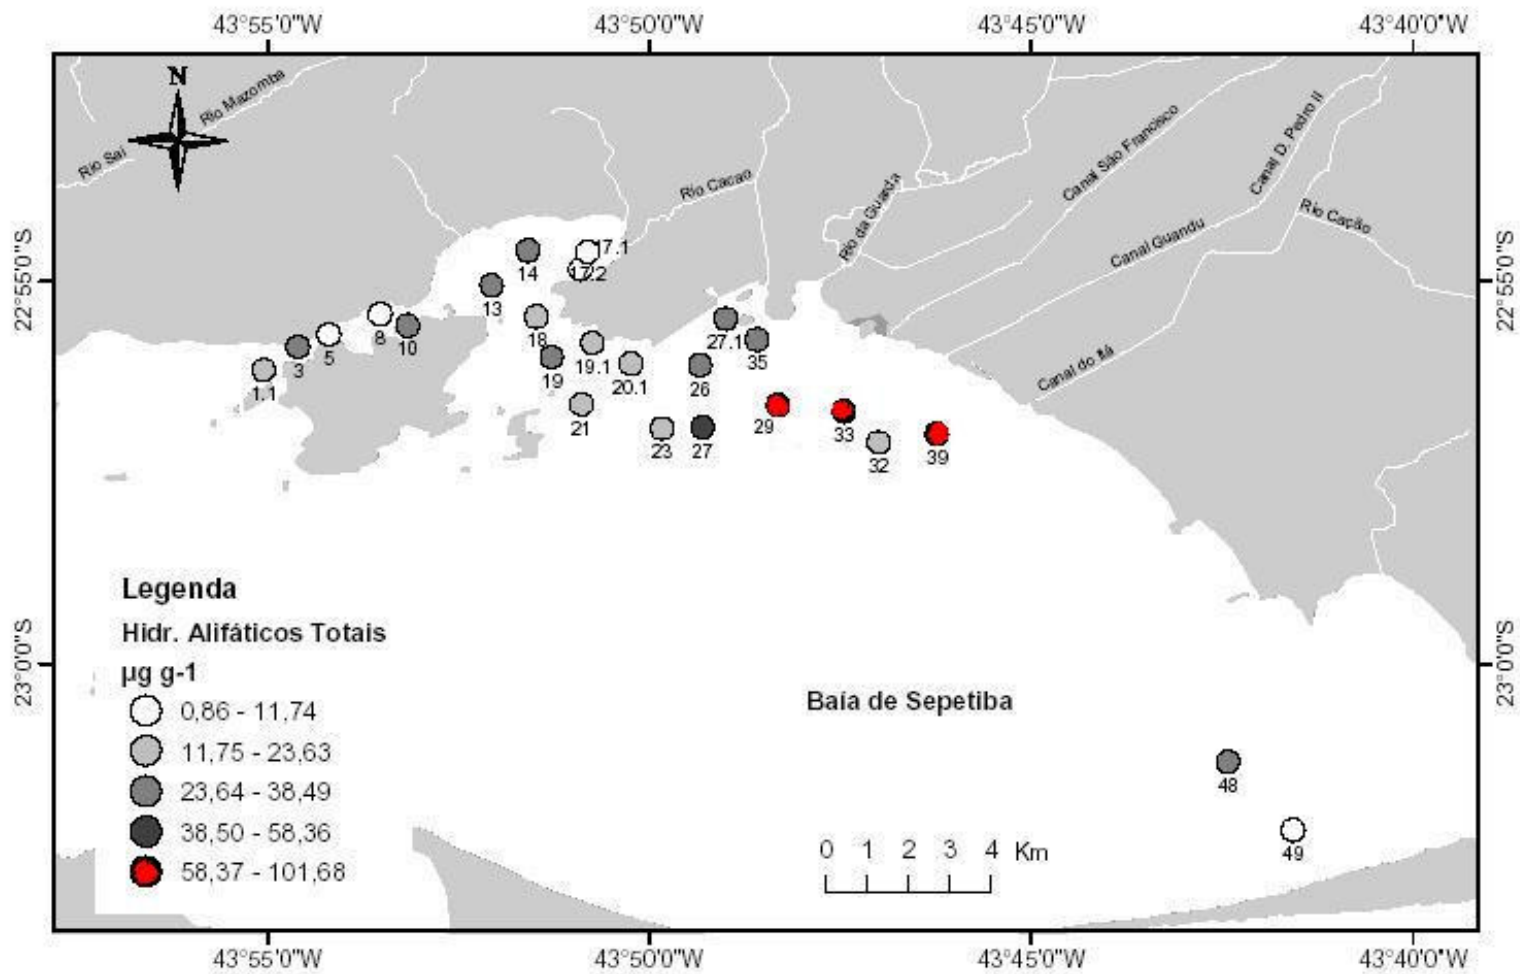 43°55'0"W 43°50'0"W 43°45'0"W 43°40'0"W
N
Rio Mazomba
Rio Sai
Rio Cacao
Rio da Guarda
Canal São Francisco
Canal D. Pedro II
Canal Guandu
Rio Cação
Canal do Itá
22°55'0"S
22°55'0"S
14
17.1
17.2
13
8
10
5
3
1.1
18
19
19.1
20.1
21
23
27
26
27.1
35
29
33
32
39
Legenda
Hidr. Alifáticos Totais
µg g-1
0,86 - 11,74
11,75 - 23,63
23,64 - 38,49
38,50 - 58,36
58,37 - 101,68
23°0'0"S
23°0'0"S
Baía de Sepetiba
48
49
0 1 2 3 4 Km
43°55'0"W 43°50'0"W 43°45'0"W 43°40'0"W